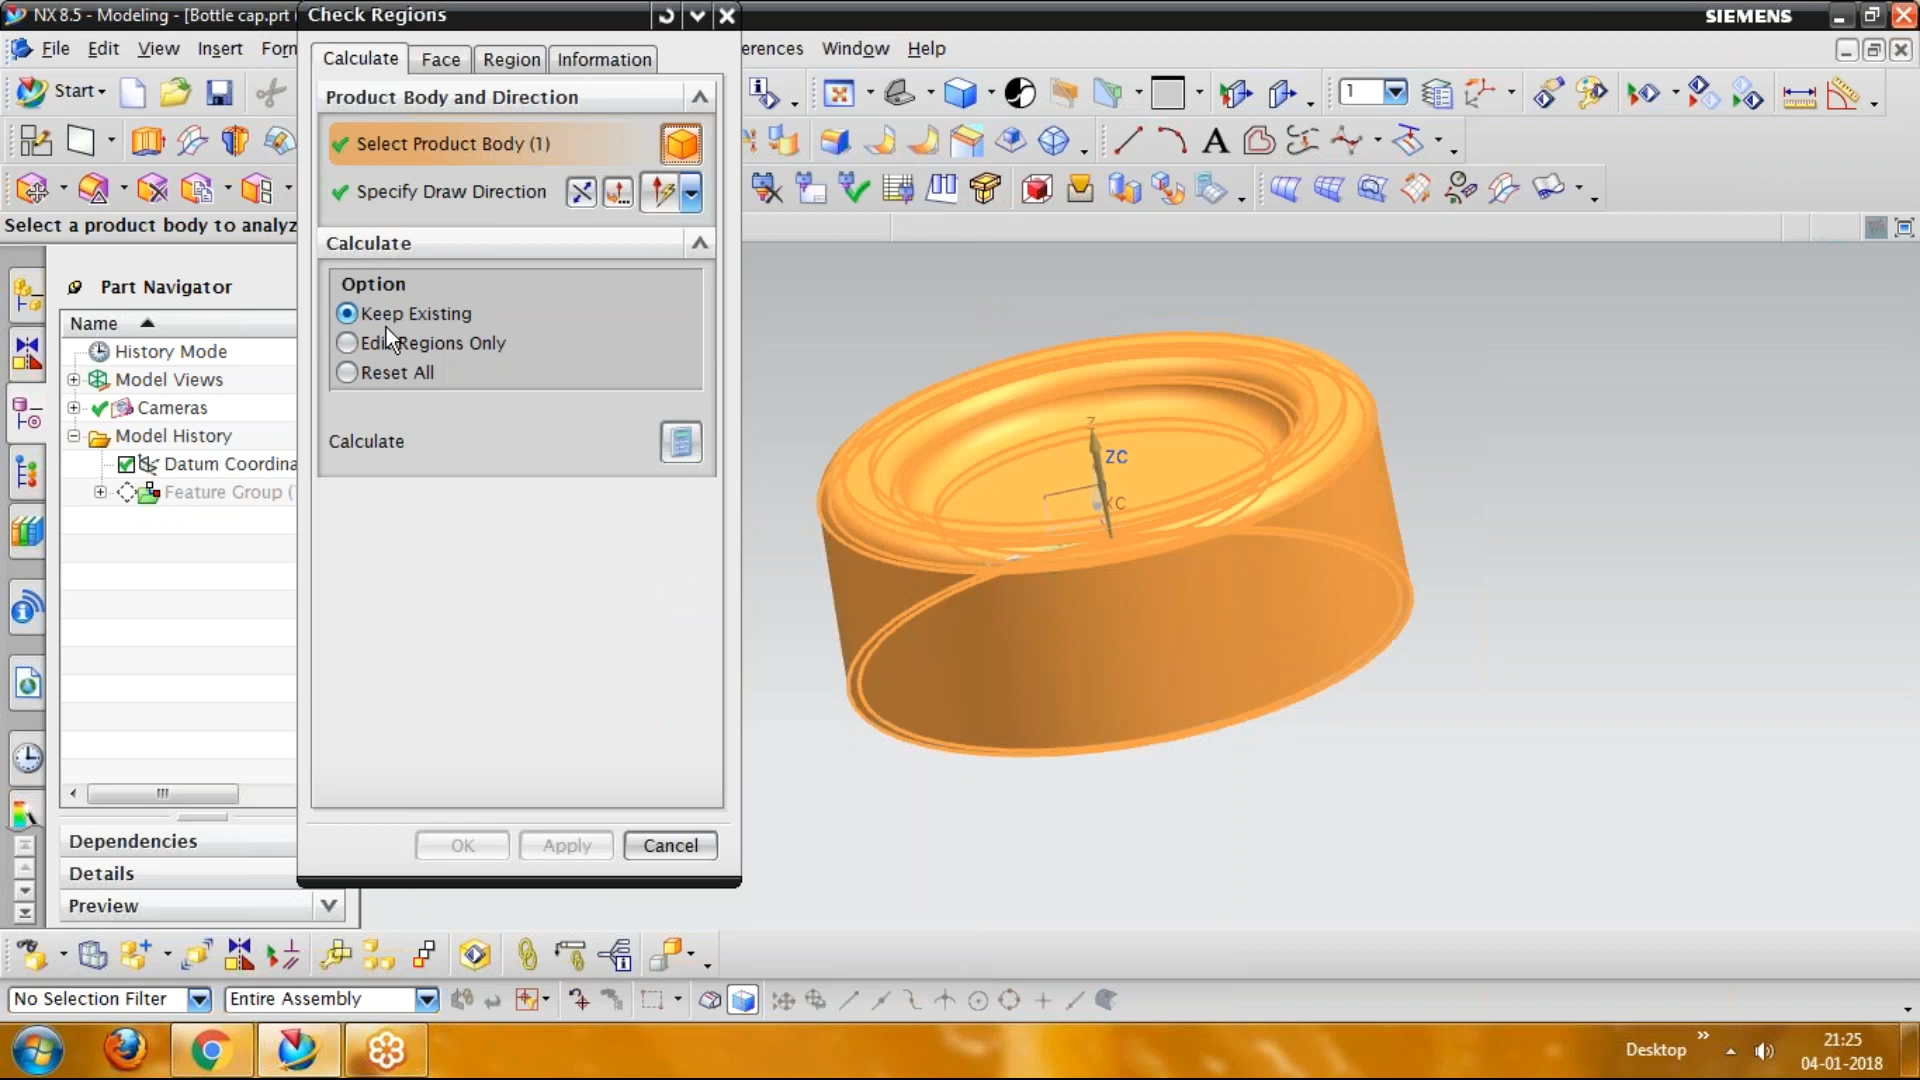 NX 8.5 - Modeling - [Bottle cap.prt (
Check Regions
SIEMENS
File Edit View Insert Forn
erences Window Help
Calculate Face Region Information
Start
1
Product Body and Direction
Select Product Body (1)
Specify Draw Direction
Select a product body to analyz
Calculate
Option
Keep Existing
Edit Regions Only
Reset All
Calculate
Part Navigator
Name
History Mode
Model Views
Cameras
Model History
Datum Coordina
Feature Group (
Z
ZC
XC
Dependencies
Details
Preview
OK Apply Cancel
No Selection Filter
Entire Assembly
Desktop
21:25
04-01-2018